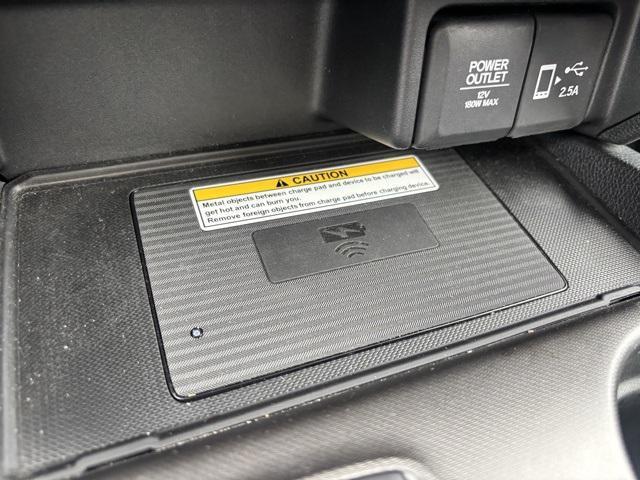 POWER
OUTLET
12V
180W MAX
2.5A
CAUTION
Metal objects between charge pad and device to be charged will
get hot and can burn you.
Remove foreign objects from charge pad before charging device.